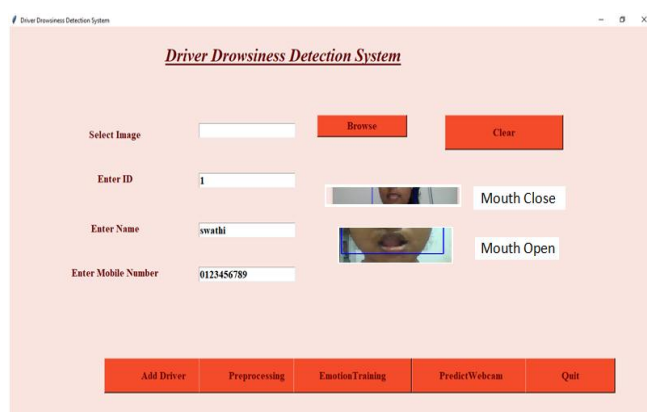 Driver Drowsiness Detection System
Driver Drowsiness Detection System
Select Image
Browse
Clear
Enter ID
1
Mouth Close
Enter Name
swathi
Mouth Open
Enter Mobile Number
0123456789
Add Driver
Preprocessing
EmotionTraining
PredictWebcam
Quit